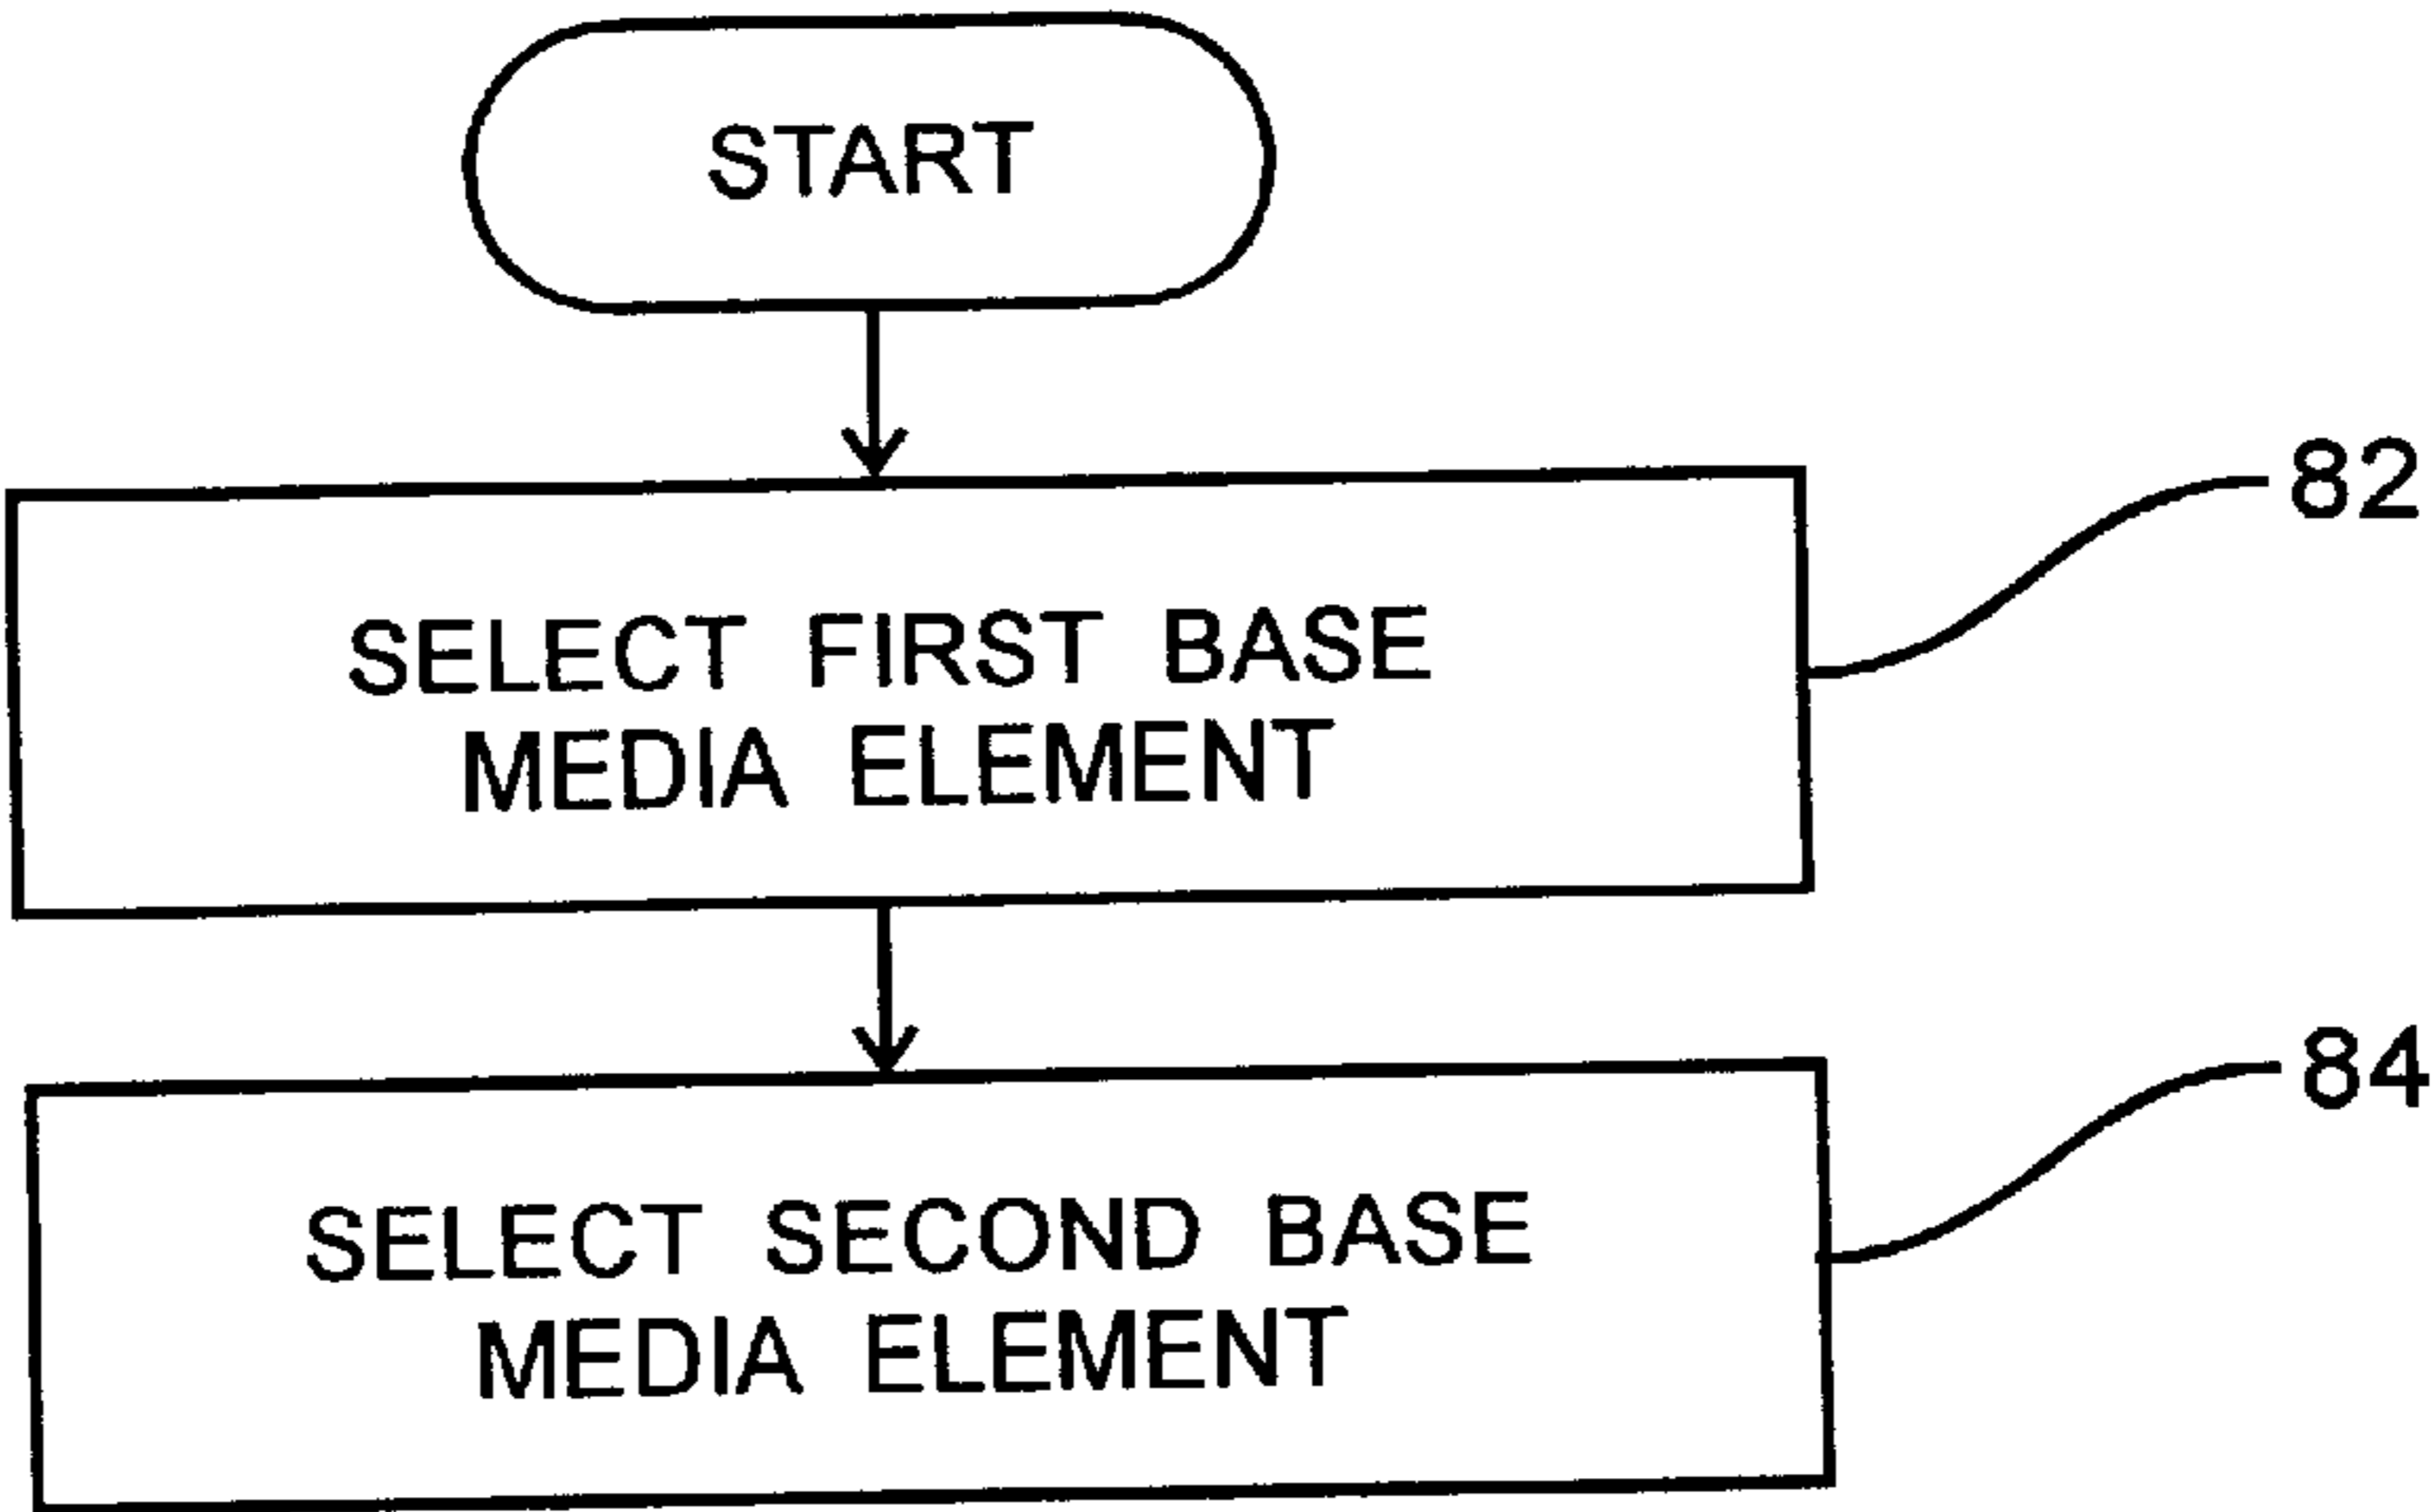 START
82
SELECT FIRST BASE
MEDIA ELEMENT
84
SELECT SECOND BASE
MEDIA ELEMENT